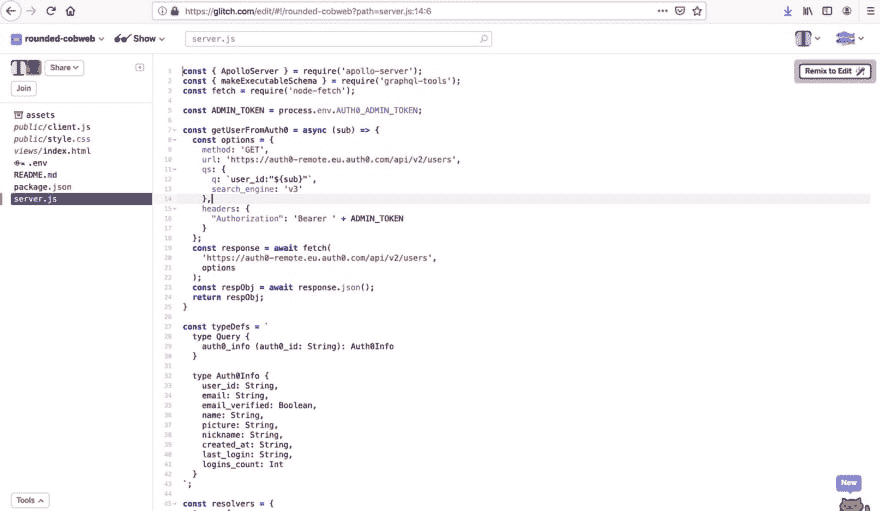 https://glitch.com/edit/#!/rounded-cobweb?path=server.js:14:6
rounded-cobweb
Show
server.js
Share
Join
Remix to Edit
assets
public/client.js
public/style.css
views/index.html
.env
README.md
package.json
server.js
1 const { ApolloServer } = require('apollo-server');
2 const { makeExecutableSchema } = require('graphql-tools');
3 const fetch = require('node-fetch');
4
5 const ADMIN_TOKEN = process.env.AUTH0_ADMIN_TOKEN;
6
7 const getUserFromAuth0 = async (sub) => {
8 const options = {
9 method: 'GET',
10 url: 'https://auth0-remote.eu.auth0.com/api/v2/users',
11 qs: {
12 q: `user_id:"${sub}"`,
13 search_engine: 'v3'
14 },
15 headers: {
16 "Authorization": 'Bearer ' + ADMIN_TOKEN
17 }
18 };
19 const response = await fetch(
20 'https://auth0-remote.eu.auth0.com/api/v2/users',
21 options
22 );
23 const respObj = await response.json();
24 return respObj;
25 }
26
27 const typeDefs = `
28 type Query {
29 auth0_info (auth0_id: String): Auth0Info
30 }
31
32 type Auth0Info {
33 user_id: String,
34 email: String,
35 email_verified: Boolean,
36 name: String,
37 picture: String,
38 nickname: String,
39 created_at: String,
40 last_login: String,
41 logins_count: Int
42 }
43 `;
44
45 const resolvers = {
Tools
New